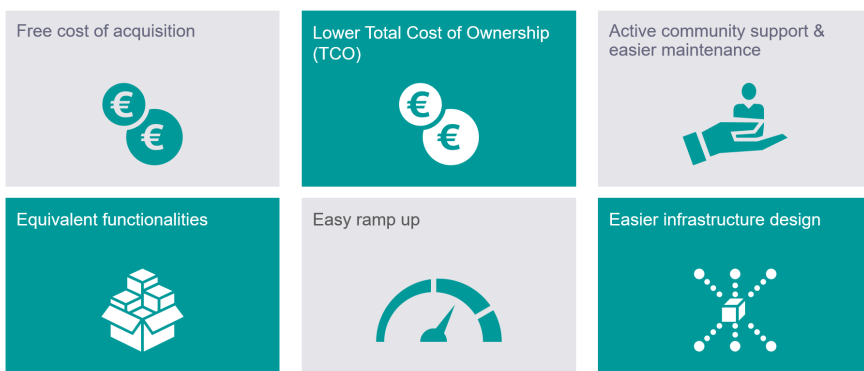 Free cost of acquisition
Lower Total Cost of Ownership
(TCO)
Active community support &
easier maintenance
€
€
€
€
Equivalent functionalities
Easy ramp up
Easier infrastructure design